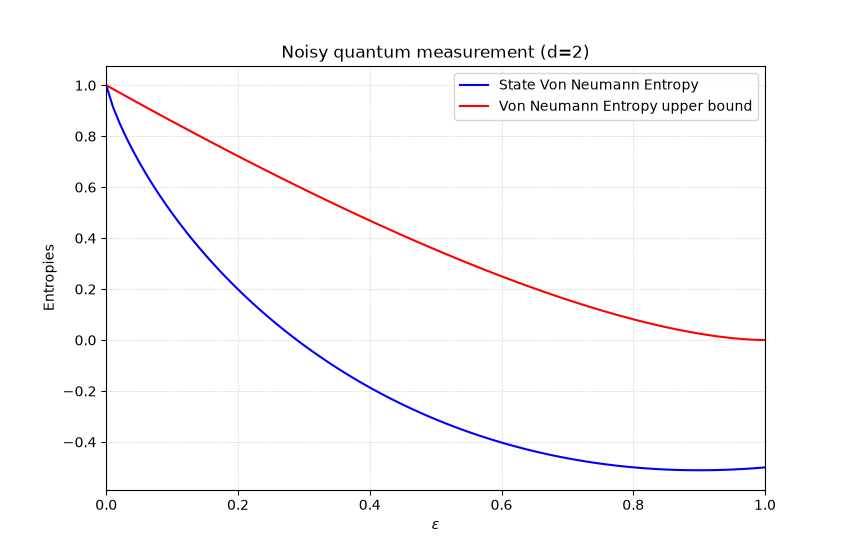 Noisy quantum measurement (d=2)
State Von Neumann Entropy
Von Neumann Entropy upper bound
Entropies
1.0
0.8
0.6
0.4
0.2
0.0
−0.2
−0.4
0.0 0.2 0.4 0.6 0.8 1.0
ε